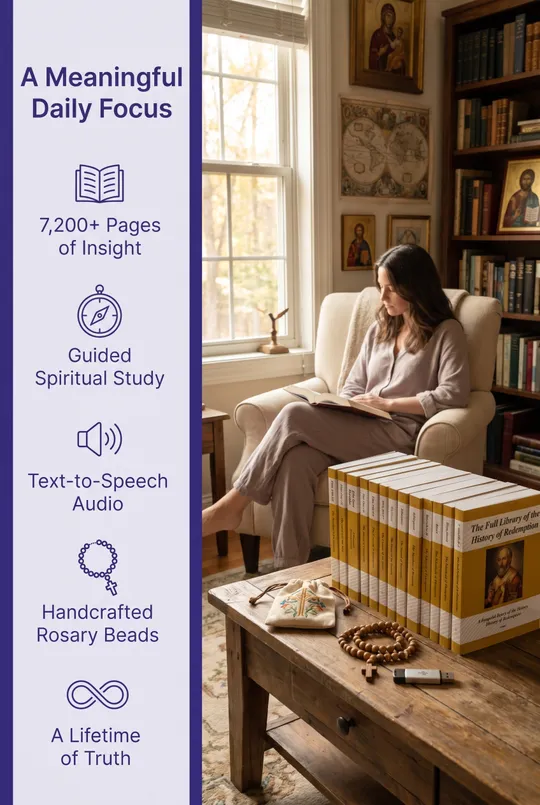 A Meaningful
Daily Focus
7,200+ Pages
of Insight
Guided
Spiritual Study
Text-to-Speech
Audio
Handcrafted
Rosary Beads
A Lifetime
of Truth
The Full Library of the
History of Redemption